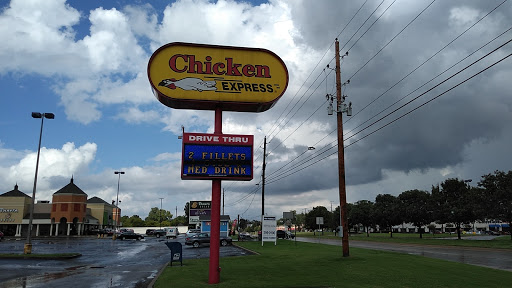 Chicken
EXPRESS
DRIVE THRU
2 FILLETS
MED DRINK